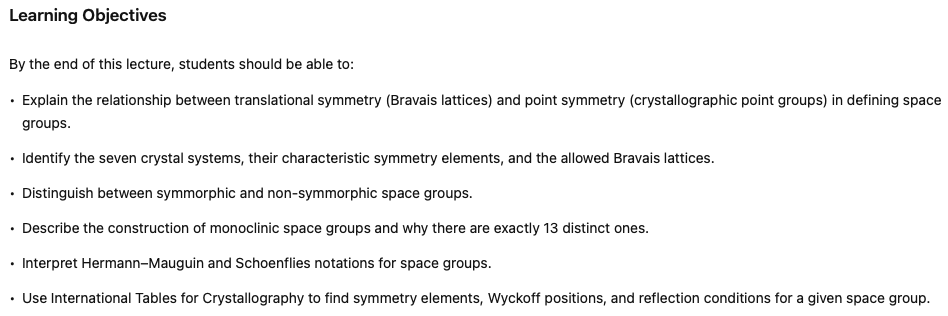 Learning Objectives
By the end of this lecture, students should be able to:
• Explain the relationship between translational symmetry (Bravais lattices) and point symmetry (crystallographic point groups) in defining space
groups.
• Identify the seven crystal systems, their characteristic symmetry elements, and the allowed Bravais lattices.
• Distinguish between symmorphic and non-symmorphic space groups.
• Describe the construction of monoclinic space groups and why there are exactly 13 distinct ones.
• Interpret Hermann–Mauguin and Schoenflies notations for space groups.
• Use International Tables for Crystallography to find symmetry elements, Wyckoff positions, and reflection conditions for a given space group.